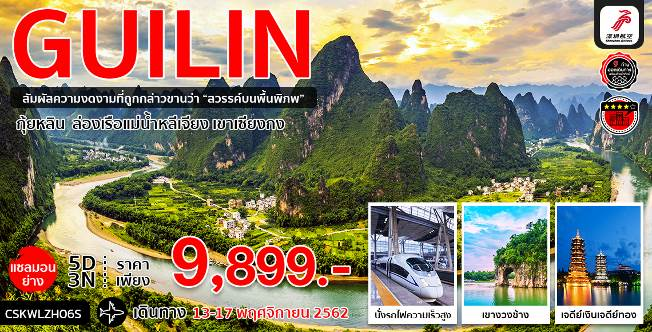 GUILIN
สัมผัสความงดงามที่ถูกกล่าวขานว่า “สวรรค์บนพื้นพิภพ”
กุ้ยหลิน ล่องเรือแม่น้ำหลีเจียง เขาเซียงกง
深圳航空
แซลมอน
ย่าง
5D
3N
ราคา
เพียง
9,899.-
CSKWLZH06S
เดินทาง 13-17 พฤศจิกายน 2562
นั่งรถไฟความเร็วสูง
เขางวงช้าง
เจดีย์เงินเจดีย์ทอง